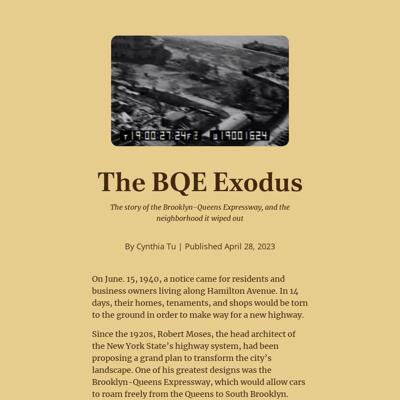 19:00:27:24 
19001624
The BQE Exodus
The story of the Brooklyn-Queens Expressway, and the
neighborhood it wiped out
By Cynthia Tu | Published April 28, 2023
On June. 15, 1940, a notice came for residents and
business owners living along Hamilton Avenue. In 14
days, their homes, tenaments, and shops would be torn
to the ground in order to make way for a new highway.
Since the 1920s, Robert Moses, the head architect of
the New York State's highway system, had been
proposing a grand plan to transform the city's
landscape. One of his greatest designs was the
Brooklyn-Queens Expressway, which would allow cars
to roam freely from the Queens to South Brooklyn.